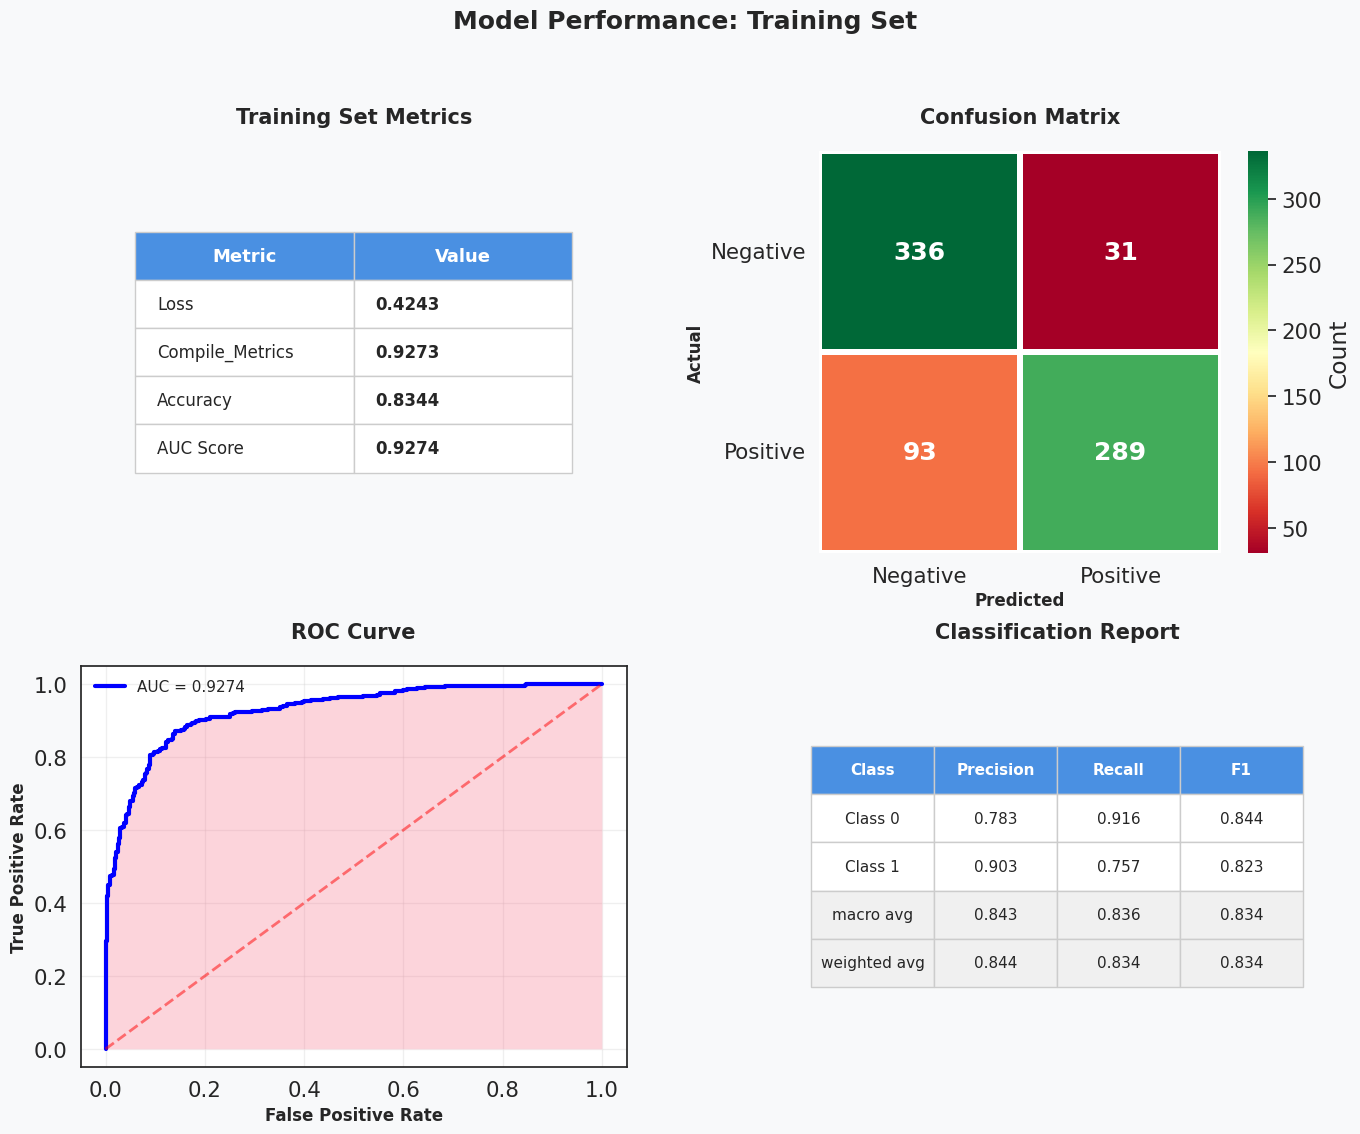 Model Performance: Training Set
Training Set Metrics
Metric Value
Loss 0.4243
Compile_Metrics 0.9273
Accuracy 0.8344
AUC Score 0.9274
Confusion Matrix
Actual
Negative 336 31
Positive 93 289
Negative Positive
Predicted
300
250
200
150
100
50
Count
ROC Curve
AUC = 0.9274
True Positive Rate
1.0
0.8
0.6
0.4
0.2
0.0
0.0 0.2 0.4 0.6 0.8 1.0
False Positive Rate
Classification Report
Class Precision Recall F1
Class 0 0.783 0.916 0.844
Class 1 0.903 0.757 0.823
macro avg 0.843 0.836 0.834
weighted avg 0.844 0.834 0.834